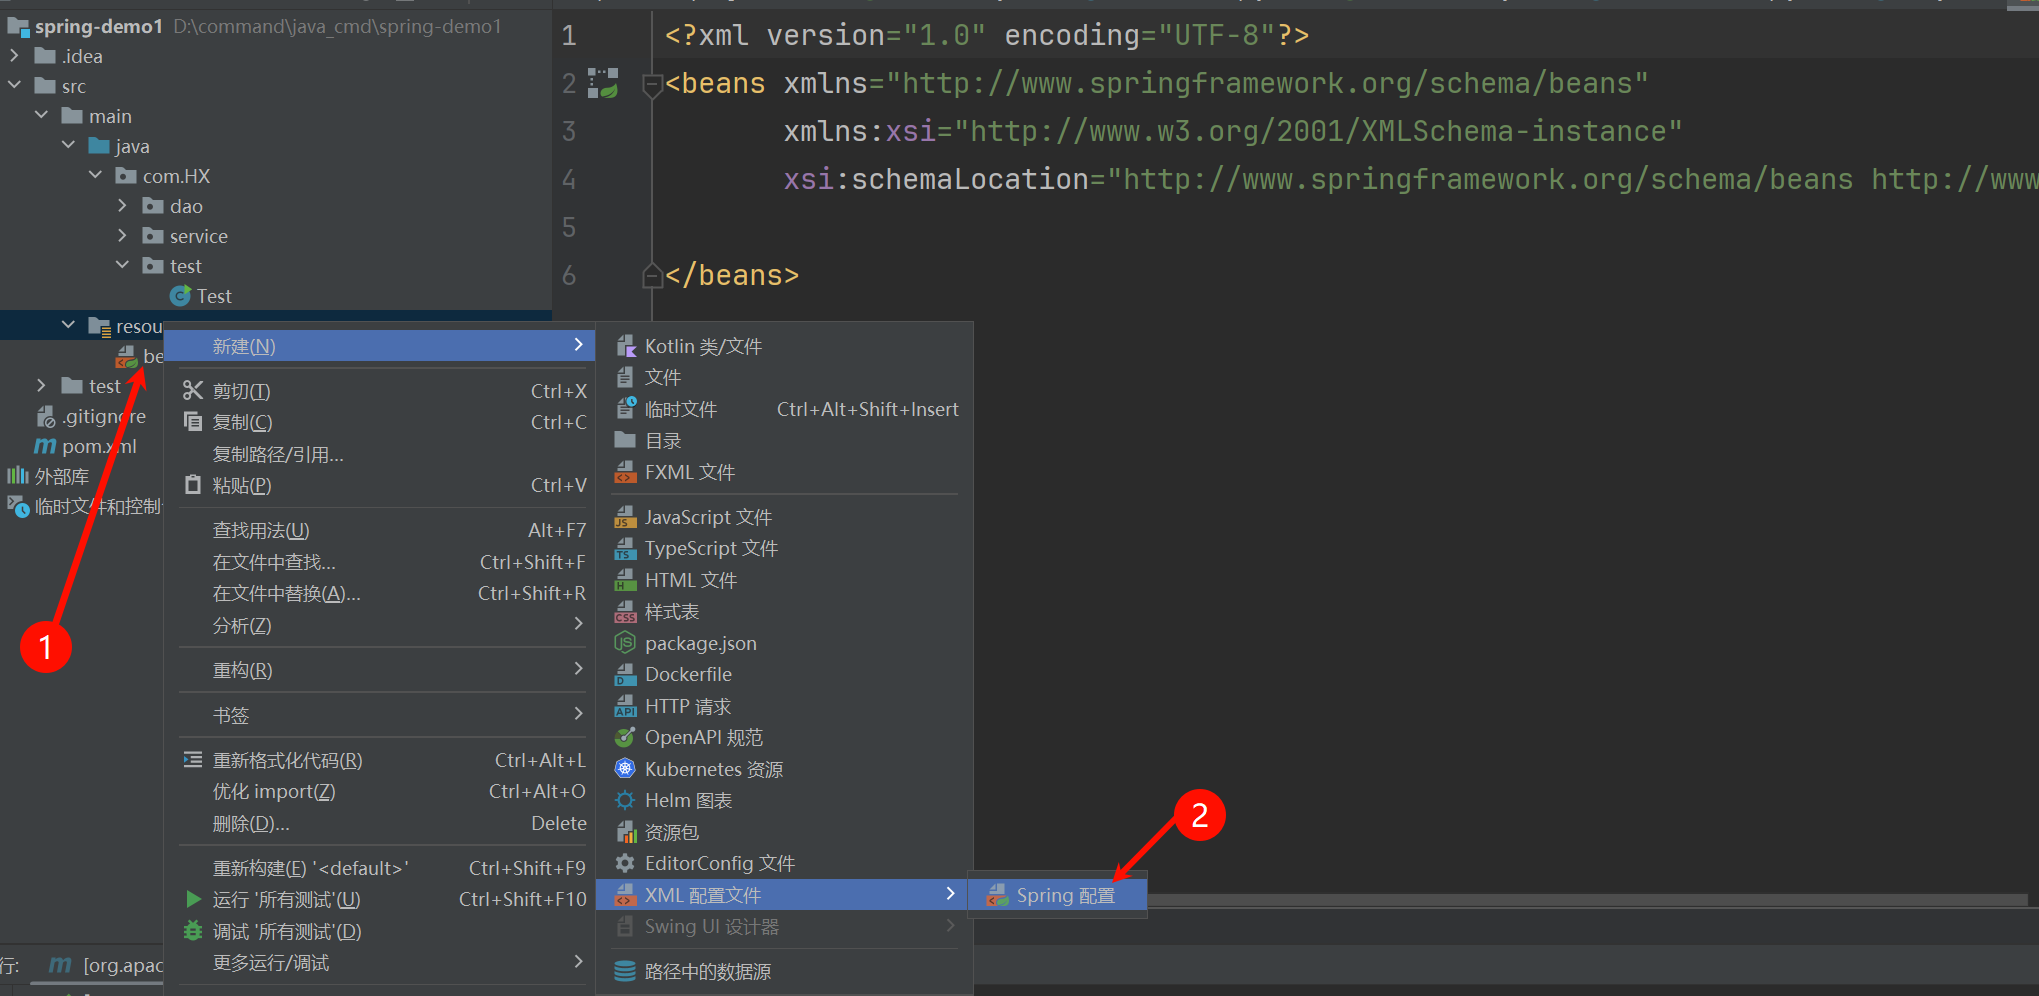 spring-demo1 D:\command\java_cmd\spring-demo1
.idea
src
main
java
com.HX
dao
service
test
Test
resou
be
test
.gitignore
pom.xml
外部库
临时文件和控制
行:
[org.apac
1 <?xml version="1.0" encoding="UTF-8"?>
2 <beans xmlns="http://www.springframework.org/schema/beans"
3 xmlns:xsi="http://www.w3.org/2001/XMLSchema-instance"
4 xsi:schemaLocation="http://www.springframework.org/schema/beans http://www
5
6 </beans>
新建(N)
剪切(T) Ctrl+X
复制(C) Ctrl+C
复制路径/引用...
粘贴(P) Ctrl+V
查找用法(U) Alt+F7
在文件中查找... Ctrl+Shift+F
在文件中替换(A)... Ctrl+Shift+R
分析(Z)
重构(R)
书签
重新格式化代码(R) Ctrl+Alt+L
优化 import(Z) Ctrl+Alt+O
删除(D)... Delete
重新构建(E) '<default>' Ctrl+Shift+F9
运行 '所有测试'(U) Ctrl+Shift+F10
调试 '所有测试'(D)
更多运行/调试
Kotlin 类/文件
文件
临时文件 Ctrl+Alt+Shift+Insert
目录
FXML 文件
JavaScript 文件
TypeScript 文件
HTML 文件
样式表
package.json
Dockerfile
HTTP 请求
OpenAPI 规范
Kubernetes 资源
Helm 图表
资源包
EditorConfig 文件
XML 配置文件
Swing UI 设计器
路径中的数据源
Spring 配置
1
2